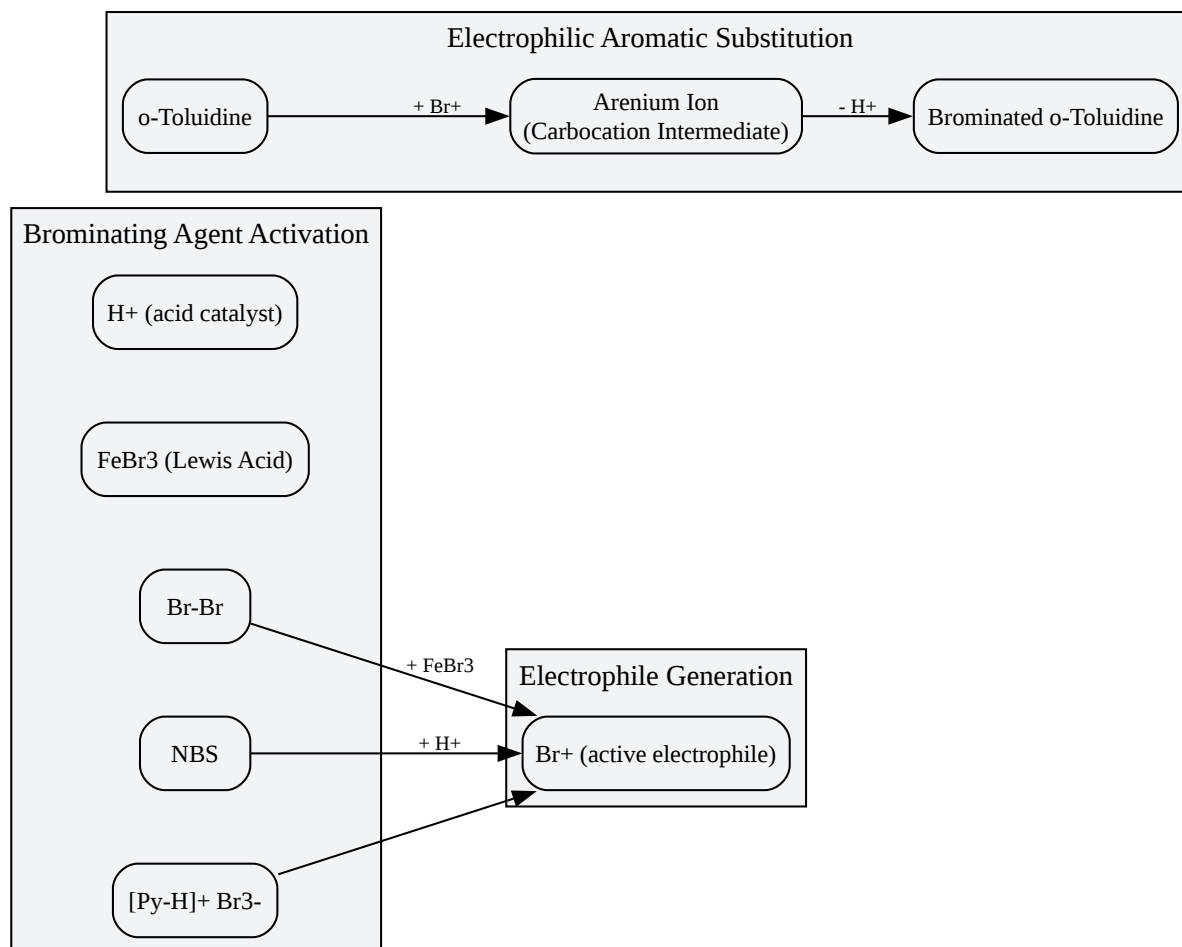 Electrophilic Aromatic Substitution
o-Toluidine
+ Br+
Arenium Ion
(Carbocation Intermediate)
- H+
Brominated o-Toluidine
Brominating Agent Activation
H+ (acid catalyst)
FeBr3 (Lewis Acid)
Br-Br
+ FeBr3
Electrophile Generation
NBS
+ H+
Br+ (active electrophile)
[Py-H]+ Br3-